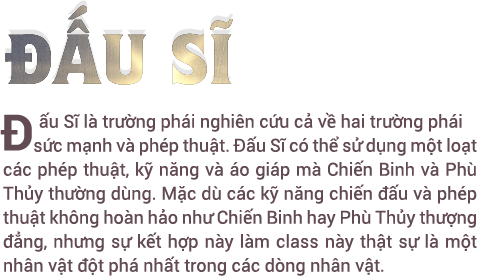 ĐẤU SĨ
Đấu Sĩ là trường phái nghiên cứu cả về hai trường phái
sức mạnh và phép thuật. Đấu Sĩ có thể sử dụng một loạt
các phép thuật, kỹ năng và áo giáp mà Chiến Binh và Phù
Thủy thường dùng. Mặc dù các kỹ năng chiến đấu và phép
thuật không hoàn hảo như Chiến Binh hay Phù Thủy thượng
đẳng, nhưng sự kết hợp này làm class này thật sự là một
nhân vật đột phá nhất trong các dòng nhân vật.